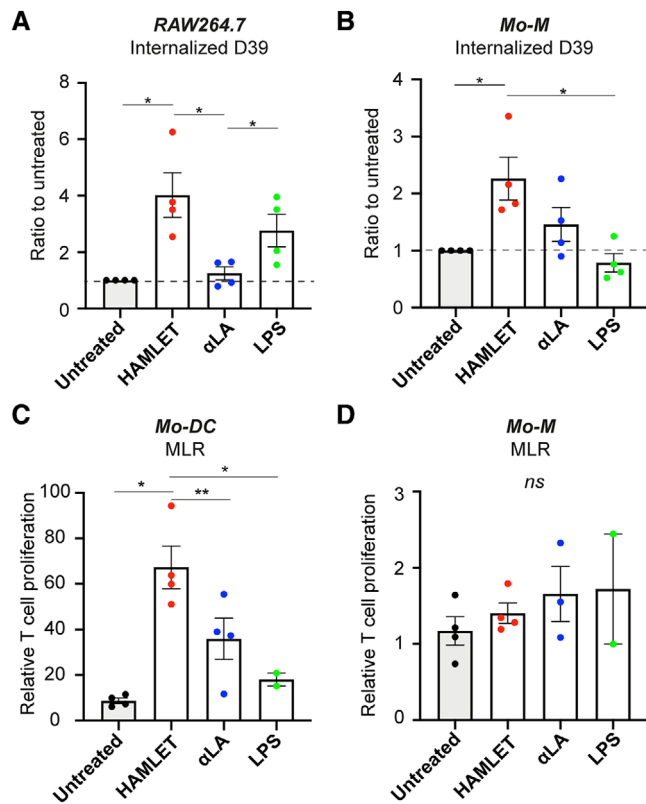 A
RAW264.7
Internalized D39
Ratio to untreated
8
6
4
2
0
*
*
*
Untreated
HAMLET
αLA
LPS
B
Mo-M
Internalized D39
Ratio to untreated
4
3
2
1
0
*
*
Untreated
HAMLET
αLA
LPS
C
Mo-DC
MLR
Relative T cell proliferation
100
80
60
40
20
0
*
*
**
Untreated
HAMLET
αLA
LPS
D
Mo-M
MLR
ns
Relative T cell proliferation
3
2
1
0
Untreated
HAMLET
αLA
LPS